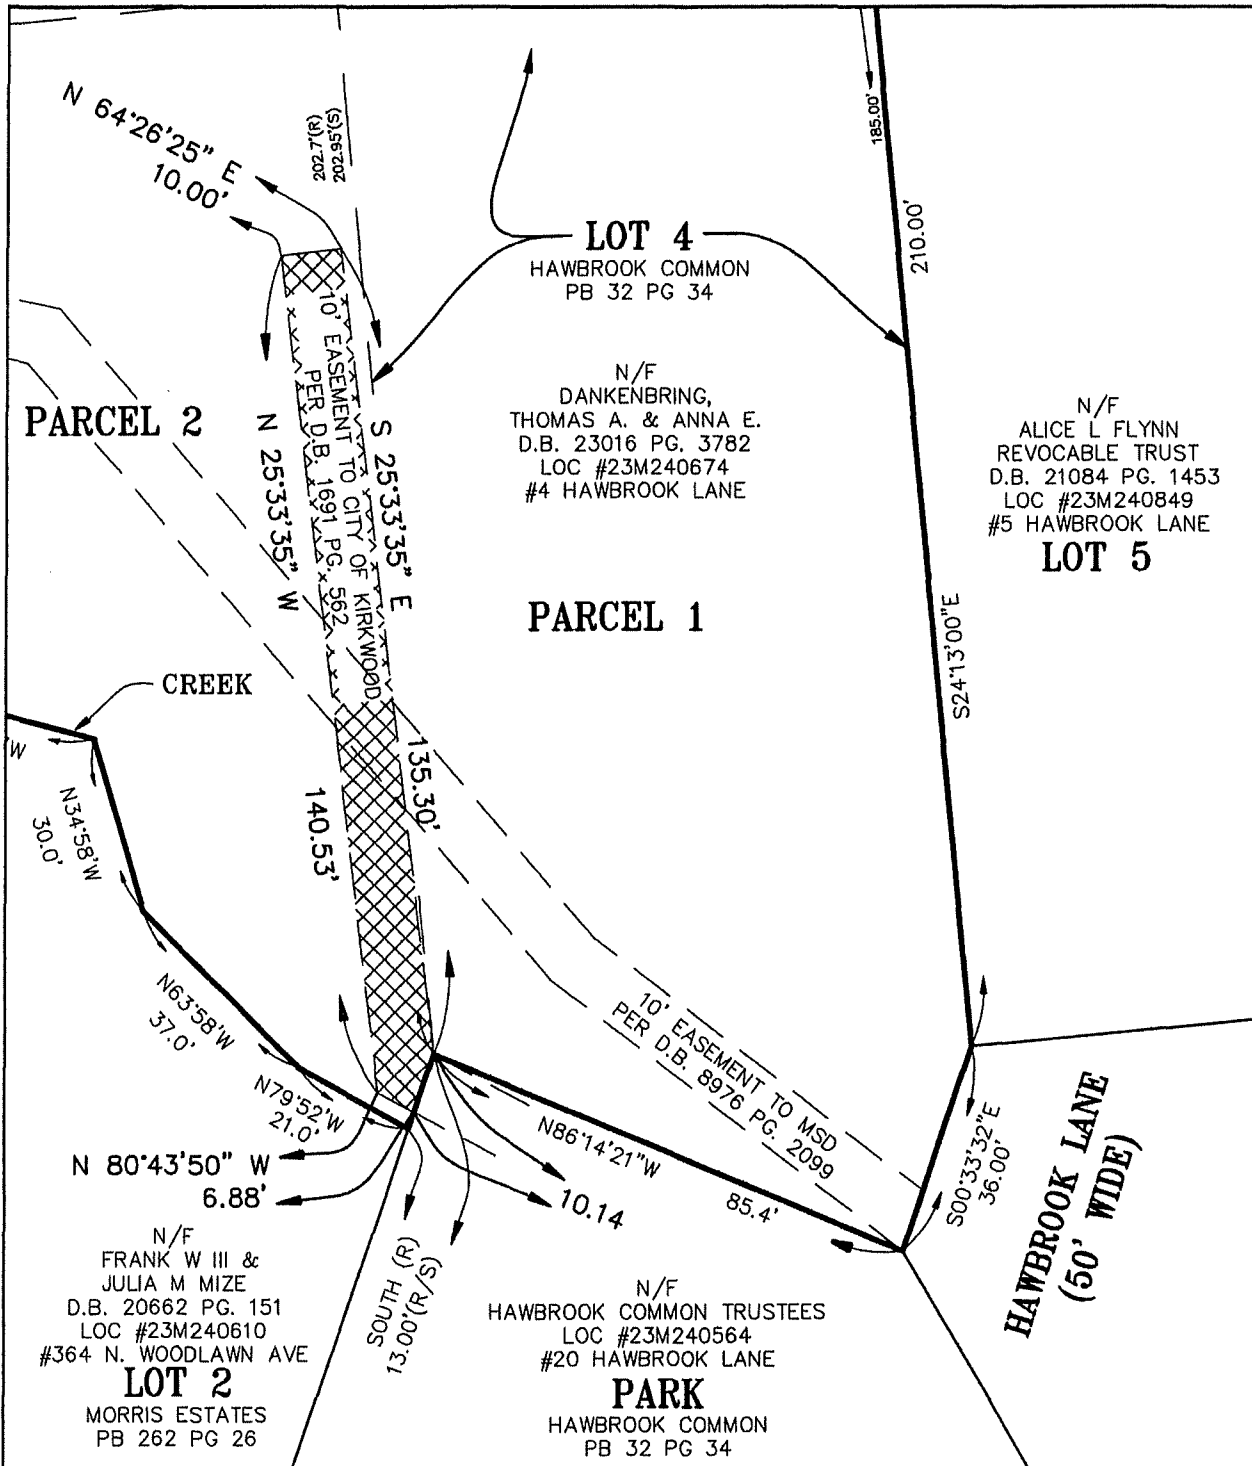 N 64°26'25" E
10.00'
202.7'(R)
202.95'(S)
185.00'
210.00'
LOT 4
HAWBROOK COMMON
PB 32 PG 34
N/F
DANKENBRING,
THOMAS A. & ANNA E.
D.B. 23016 PG. 3782
LOC #23M240674
#4 HAWBROOK LANE
PARCEL 1
N/F
ALICE L FLYNN
REVOCABLE TRUST
D.B. 21084 PG. 1453
LOC #23M240849
#5 HAWBROOK LANE
LOT 5
PARCEL 2
N 25°33'35" W
10' EASEMENT TO CITY OF KIRKWOOD
PER D.B. 1691 PG. 562
S 25°33'35" E
S24°13'00"E
CREEK
'W
N34°58'W
30.0'
140.53'
135.30'
N63°58'W
37.0'
N79°52'W
21.0'
N 80°43'50" W
6.88'
10' EASEMENT TO MSD
PER D.B. 8976 PG. 2099
N86°14'21"W
85.4'
10.14
S00°33'32"E
36.00'
HAWBROOK LANE
(50' WIDE)
SOUTH (R)
13.00'(R/S)
N/F
FRANK W III &
JULIA M MIZE
D.B. 20662 PG. 151
LOC #23M240610
#364 N. WOODLAWN AVE
LOT 2
MORRIS ESTATES
PB 262 PG 26
N/F
HAWBROOK COMMON TRUSTEES
LOC #23M240564
#20 HAWBROOK LANE
PARK
HAWBROOK COMMON
PB 32 PG 34